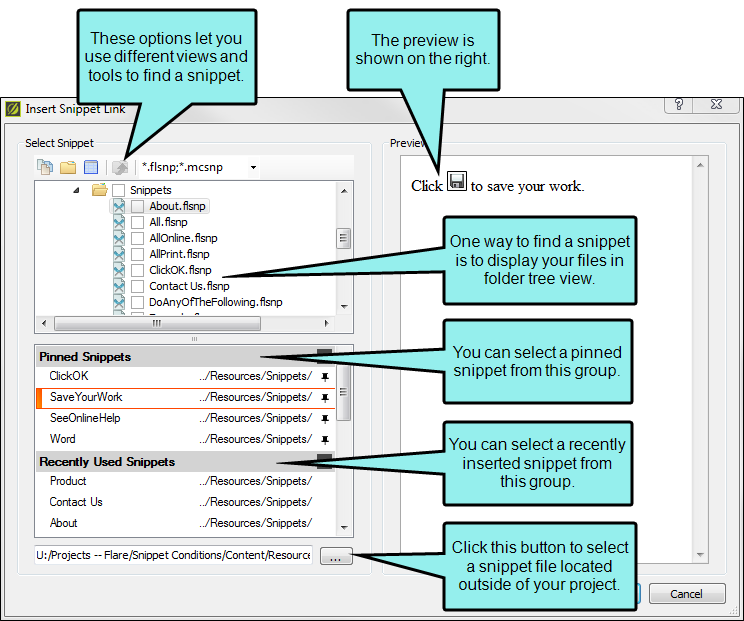 These options let you
use different views and
tools to find a snippet.
The preview is
shown on the right.
Insert Snippet Link
?
Select Snippet
Preview
*.flsnp;*.mcsnp
Snippets
About.flsnp
All.flsnp
AllOnline.flsnp
AllPrint.flsnp
ClickOK.flsnp
Contact Us.flsnp
DoAnyOfTheFollowing.flsnp
Click to save your work.
One way to find a snippet
is to display your files in
folder tree view.
Pinned Snippets
ClickOK ../Resources/Snippets/
SaveYourWork ../Resources/Snippets/
SeeOnlineHelp ../Resources/Snippets/
Word ../Resources/Snippets/
You can select a pinned
snippet from this group.
Recently Used Snippets
Product ../Resources/Snippets/
Contact Us ../Resources/Snippets/
About ../Resources/Snippets/
You can select a recently
inserted snippet from
this group.
U:/Projects -- Flare/Snippet Conditions/Content/Resource
...
Click this button to select
a snippet file located
outside of your project.
Cancel